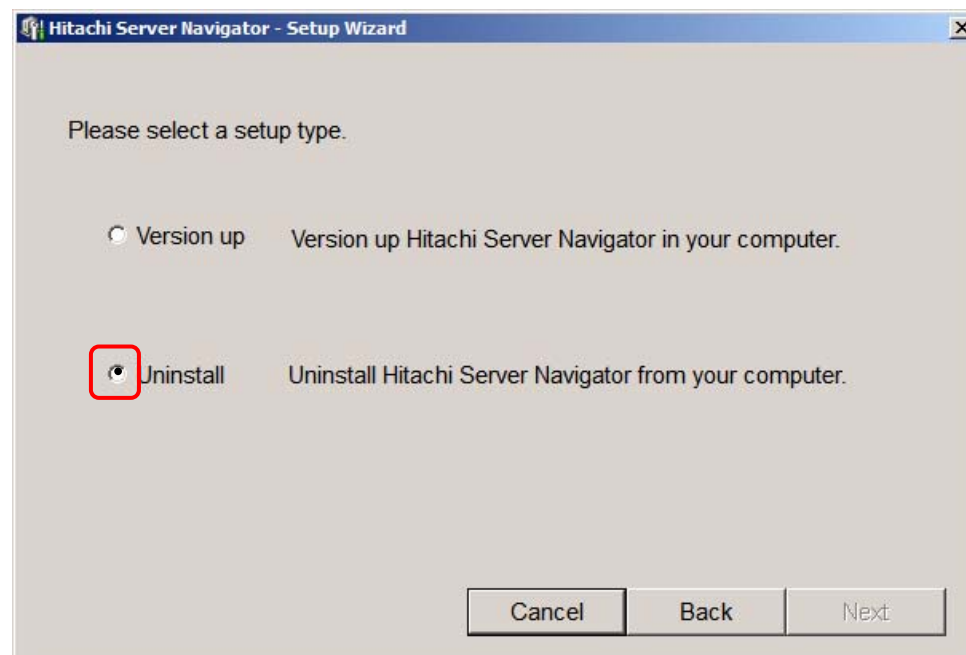 Hitachi Server Navigator - Setup Wizard
Please select a setup type.
Version up Version up Hitachi Server Navigator in your computer.
Uninstall Uninstall Hitachi Server Navigator from your computer.
Cancel Back Next